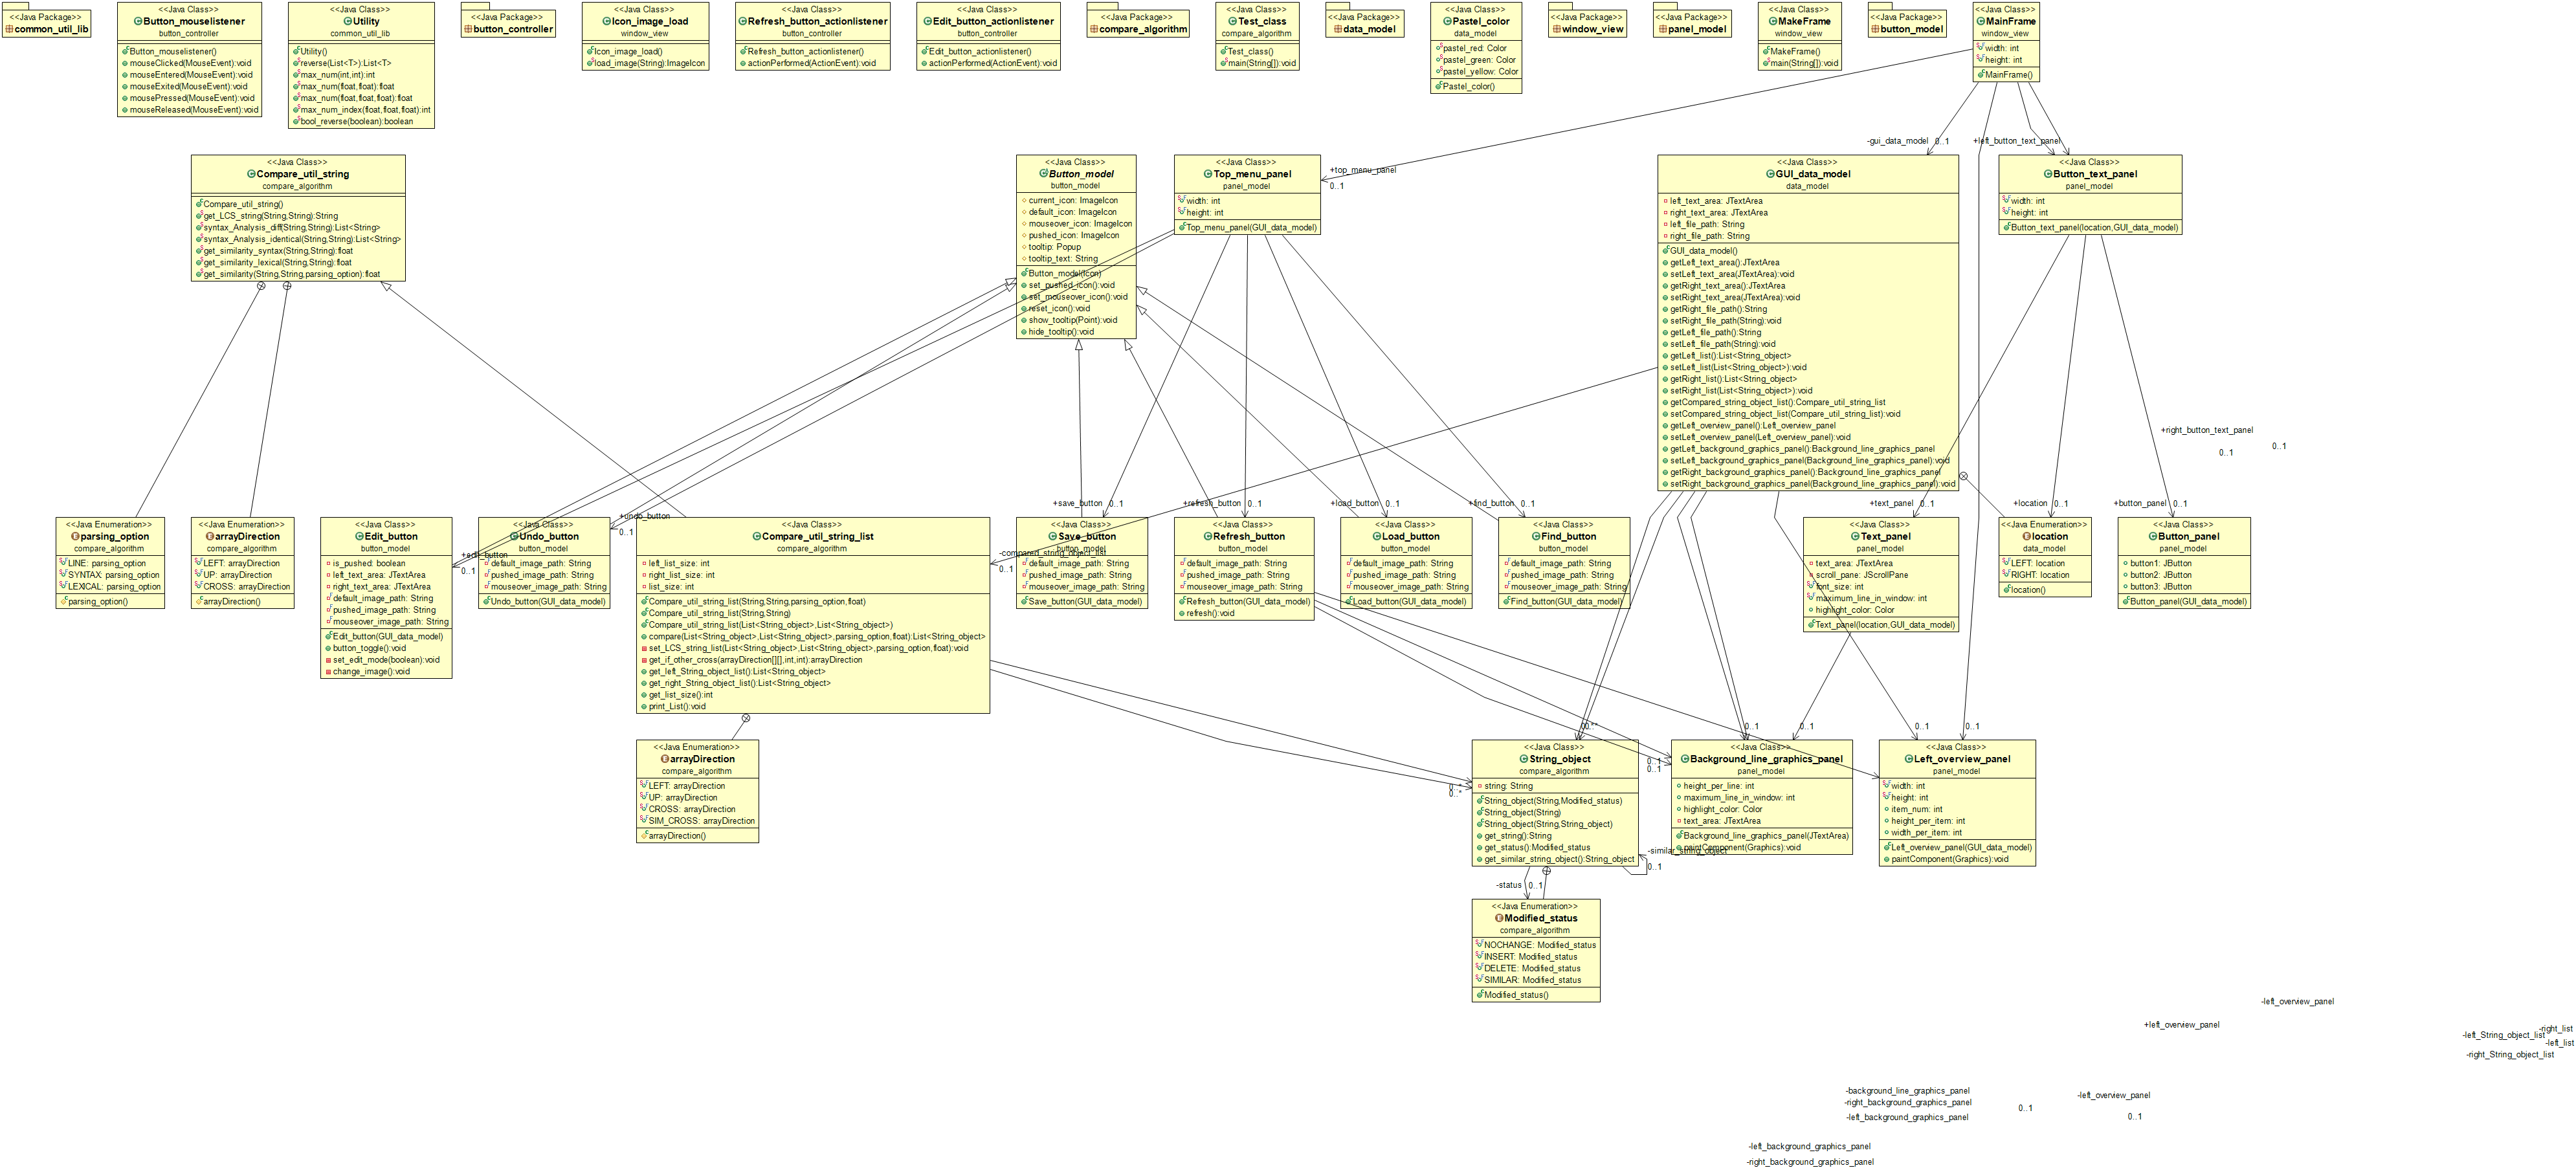 <<Java Package>>
common_util_lib
<<Java Class>>
Button_mouselistener
button_controller
Button_mouselistener()
mouseClicked(MouseEvent):void
mouseEntered(MouseEvent):void
mouseExited(MouseEvent):void
mousePressed(MouseEvent):void
mouseReleased(MouseEvent):void
<<Java Class>>
Utility
common_util_lib
Utility()
reverse(List<T>):List<T>
max_num(int,int):int
max_num(float,float):float
max_num(float,float,float):float
max_num_index(float,float,float):int
bool_reverse(boolean):boolean
<<Java Package>>
button_controller
<<Java Class>>
Icon_image_load
window_view
Icon_image_load()
load_image(String):ImageIcon
<<Java Class>>
Refresh_button_actionlistener
button_controller
Refresh_button_actionlistener()
actionPerformed(ActionEvent):void
<<Java Class>>
Edit_button_actionlistener
button_controller
Edit_button_actionlistener()
actionPerformed(ActionEvent):void
<<Java Package>>
compare_algorithm
<<Java Class>>
Test_class
compare_algorithm
Test_class()
main(String[]):void
<<Java Package>>
data_model
<<Java Class>>
Pastel_color
data_model
pastel_red: Color
pastel_green: Color
pastel_yellow: Color
Pastel_color()
<<Java Package>>
window_view
<<Java Package>>
panel_model
<<Java Class>>
MakeFrame
window_view
MakeFrame()
main(String[]):void
<<Java Package>>
button_model
<<Java Class>>
MainFrame
window_view
width: int
height: int
MainFrame()
-gui_data_model 0..1
+left_button_text_panel
+top_menu_panel
0..1
<<Java Class>>
Compare_util_string
compare_algorithm
Compare_util_string()
get_LCS_string(String,String):String
syntax_Analysis_diff(String,String):List<String>
syntax_Analysis_identical(String,String):List<String>
get_similarity_syntax(String,String):float
get_similarity_lexical(String,String):float
get_similarity(String,String,parsing_option):float
<<Java Class>>
Button_model
button_model
current_icon: ImageIcon
default_icon: ImageIcon
mouseover_icon: ImageIcon
pushed_icon: ImageIcon
tooltip: Popup
tooltip_text: String
Button_model(Icon)
set_pushed_icon():void
set_mouseover_icon():void
reset_icon():void
show_tooltip(Point):void
hide_tooltip():void
<<Java Class>>
Top_menu_panel
panel_model
width: int
height: int
Top_menu_panel(GUI_data_model)
<<Java Class>>
GUI_data_model
data_model
left_text_area: JTextArea
right_text_area: JTextArea
left_file_path: String
right_file_path: String
GUI_data_model()
getLeft_text_area():JTextArea
setLeft_text_area(JTextArea):void
getRight_text_area():JTextArea
setRight_text_area(JTextArea):void
getRight_file_path():String
setRight_file_path(String):void
getLeft_file_path():String
setLeft_file_path(String):void
getLeft_list():List<String_object>
setLeft_list(List<String_object>):void
getRight_list():List<String_object>
setRight_list(List<String_object>):void
getCompared_string_object_list():Compare_util_string_list
setCompared_string_object_list(Compare_util_string_list):void
getLeft_overview_panel():Left_overview_panel
setLeft_overview_panel(Left_overview_panel):void
getLeft_background_graphics_panel():Background_line_graphics_panel
setLeft_background_graphics_panel(Background_line_graphics_panel):void
getRight_background_graphics_panel():Background_line_graphics_panel
setRight_background_graphics_panel(Background_line_graphics_panel):void
<<Java Class>>
Button_text_panel
panel_model
width: int
height: int
Button_text_panel(location,GUI_data_model)
+right_button_text_panel
0..1
0..1
+undo_button
0..1
+edit_button
0..1
+save_button 0..1
+refresh_button 0..1
+load_button 0..1
+find_button 0..1
-compared_string_object_list
0..1
+text_panel 0..1
+location 0..1
+button_panel 0..1
<<Java Enumeration>>
parsing_option
compare_algorithm
LINE: parsing_option
SYNTAX: parsing_option
LEXICAL: parsing_option
parsing_option()
<<Java Enumeration>>
arrayDirection
compare_algorithm
LEFT: arrayDirection
UP: arrayDirection
CROSS: arrayDirection
arrayDirection()
<<Java Class>>
Edit_button
button_model
is_pushed: boolean
left_text_area: JTextArea
right_text_area: JTextArea
default_image_path: String
pushed_image_path: String
mouseover_image_path: String
Edit_button(GUI_data_model)
button_toggle():void
set_edit_mode(boolean):void
change_image():void
<<Java Class>>
Undo_button
button_model
default_image_path: String
pushed_image_path: String
mouseover_image_path: String
Undo_button(GUI_data_model)
<<Java Class>>
Compare_util_string_list
compare_algorithm
left_list_size: int
right_list_size: int
list_size: int
Compare_util_string_list(String,String,parsing_option,float)
Compare_util_string_list(String,String)
Compare_util_string_list(List<String_object>,List<String_object>)
compare(List<String_object>,List<String_object>,parsing_option,float):List<String_object>
set_LCS_string_list(List<String_object>,List<String_object>,parsing_option,float):void
get_if_other_cross(arrayDirection[][],int,int):arrayDirection
get_left_String_object_list():List<String_object>
get_right_String_object_list():List<String_object>
get_list_size():int
print_List():void
<<Java Class>>
Save_button
button_model
default_image_path: String
pushed_image_path: String
mouseover_image_path: String
Save_button(GUI_data_model)
<<Java Class>>
Refresh_button
button_model
default_image_path: String
pushed_image_path: String
mouseover_image_path: String
Refresh_button(GUI_data_model)
refresh():void
<<Java Class>>
Load_button
button_model
default_image_path: String
pushed_image_path: String
mouseover_image_path: String
Load_button(GUI_data_model)
<<Java Class>>
Find_button
button_model
default_image_path: String
pushed_image_path: String
mouseover_image_path: String
Find_button(GUI_data_model)
<<Java Class>>
Text_panel
panel_model
text_area: JTextArea
scroll_pane: JScrollPane
font_size: int
maximum_line_in_window: int
highlight_color: Color
Text_panel(location,GUI_data_model)
<<Java Enumeration>>
location
data_model
LEFT: location
RIGHT: location
location()
<<Java Class>>
Button_panel
panel_model
button1: JButton
button2: JButton
button3: JButton
Button_panel(GUI_data_model)
<<Java Enumeration>>
arrayDirection
compare_algorithm
LEFT: arrayDirection
UP: arrayDirection
CROSS: arrayDirection
SIM_CROSS: arrayDirection
arrayDirection()
0..1
0..1
0..1
0..1
0..*
<<Java Class>>
String_object
compare_algorithm
string: String
String_object(String,Modified_status)
String_object(String)
String_object(String,String_object)
get_string():String
get_status():Modified_status
get_similar_string_object():String_object
0..1
0..1
<<Java Class>>
Background_line_graphics_panel
panel_model
height_per_line: int
maximum_line_in_window: int
highlight_color: Color
text_area: JTextArea
Background_line_graphics_panel(JTextArea)
paintComponent(Graphics):void
<<Java Class>>
Left_overview_panel
panel_model
width: int
height: int
item_num: int
height_per_item: int
width_per_item: int
Left_overview_panel(GUI_data_model)
paintComponent(Graphics):void
-similar_string_object
0..1
-status 0..1
<<Java Enumeration>>
Modified_status
compare_algorithm
NOCHANGE: Modified_status
INSERT: Modified_status
DELETE: Modified_status
SIMILAR: Modified_status
Modified_status()
-left_overview_panel
+left_overview_panel
-right_list
-left_String_object_list
-left_list
-right_String_object_list
-background_line_graphics_panel
-right_background_graphics_panel
-left_background_graphics_panel
0..1
-left_overview_panel
0..1
-left_background_graphics_panel
-right_background_graphics_panel